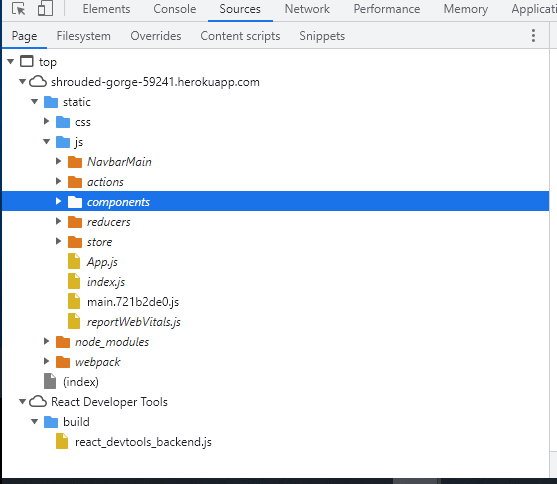 Elements Console Sources Network Performance Memory Applicati
Page Filesystem Overrides Content scripts Snippets
top
shrouded-gorge-59241.herokuapp.com
static
css
js
NavbarMain
actions
components
reducers
store
App.js
index.js
main.721b2de0.js
reportWebVitals.js
node_modules
webpack
(index)
React Developer Tools
build
react_devtools_backend.js